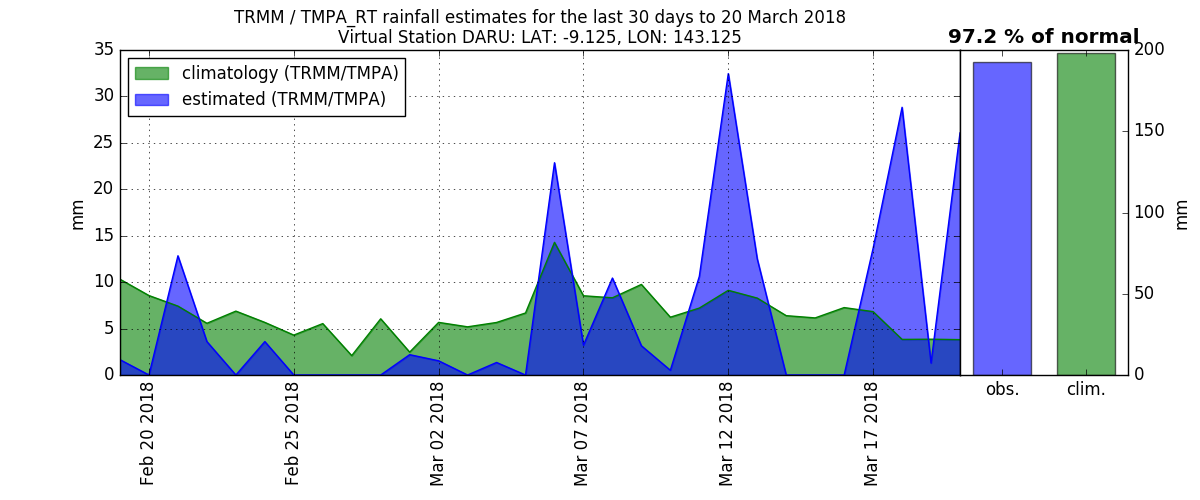 TRMM / TMPA_RT rainfall estimates for the last 30 days to 20 March 2018
Virtual Station DARU: LAT: -9.125, LON: 143.125
97.2 % of normal
climatology (TRMM/TMPA)
estimated (TRMM/TMPA)
35
30
25
20
15
10
5
0
mm
Feb 20 2018
Feb 25 2018
Mar 02 2018
Mar 07 2018
Mar 12 2018
Mar 17 2018
obs.
clim.
200
150
100
50
0
mm